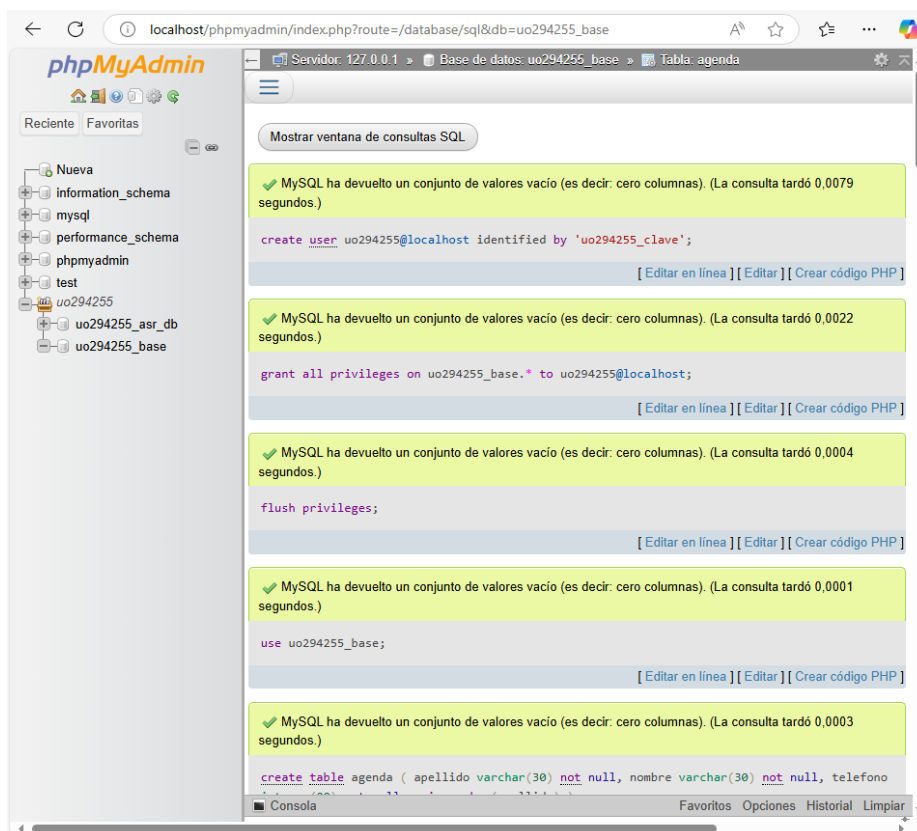 localhost/phpmyadmin/index.php?route=/database/sql&db=uo294255_base
phpMyAdmin
Reciente Favoritas
Nueva
information_schema
mysql
performance_schema
phpmyadmin
test
uo294255
uo294255_asr_db
uo294255_base
Servidor: 127.0.0.1 » Base de datos: uo294255_base » Tabla: agenda
Mostrar ventana de consultas SQL
MySQL ha devuelto un conjunto de valores vacío (es decir: cero columnas). (La consulta tardó 0,0079
segundos.)
create user uo294255@localhost identified by 'uo294255_clave';
[ Editar en línea ] [ Editar ] [ Crear código PHP ]
MySQL ha devuelto un conjunto de valores vacío (es decir: cero columnas). (La consulta tardó 0,0022
segundos.)
grant all privileges on uo294255_base.* to uo294255@localhost;
[ Editar en línea ] [ Editar ] [ Crear código PHP ]
MySQL ha devuelto un conjunto de valores vacío (es decir: cero columnas). (La consulta tardó 0,0004
segundos.)
flush privileges;
[ Editar en línea ] [ Editar ] [ Crear código PHP ]
MySQL ha devuelto un conjunto de valores vacío (es decir: cero columnas). (La consulta tardó 0,0001
segundos.)
use uo294255_base;
[ Editar en línea ] [ Editar ] [ Crear código PHP ]
MySQL ha devuelto un conjunto de valores vacío (es decir: cero columnas). (La consulta tardó 0,0003
segundos.)
create table agenda ( apellido varchar(30) not null, nombre varchar(30) not null, telefono
Consola Favoritos Opciones Historial Limpiar